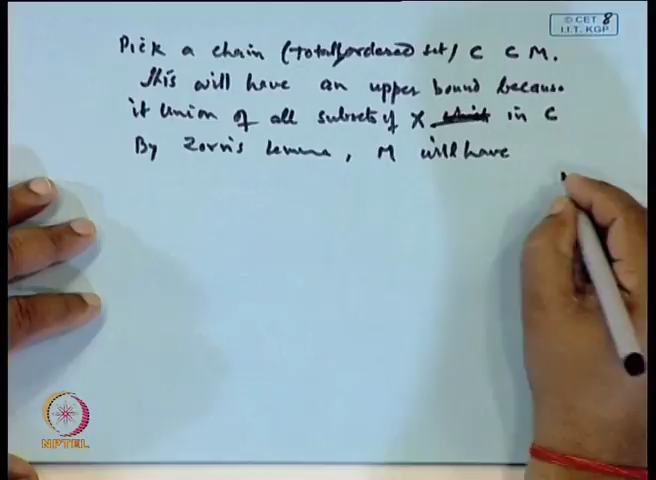 Pick a chain (totally ordered set) C ⊂ M.
This will have an upper bound because
it union of all subsets of X in C
By Zorn's Lemma, M will have
© CET 8
I.I.T. KGP
NPTEL